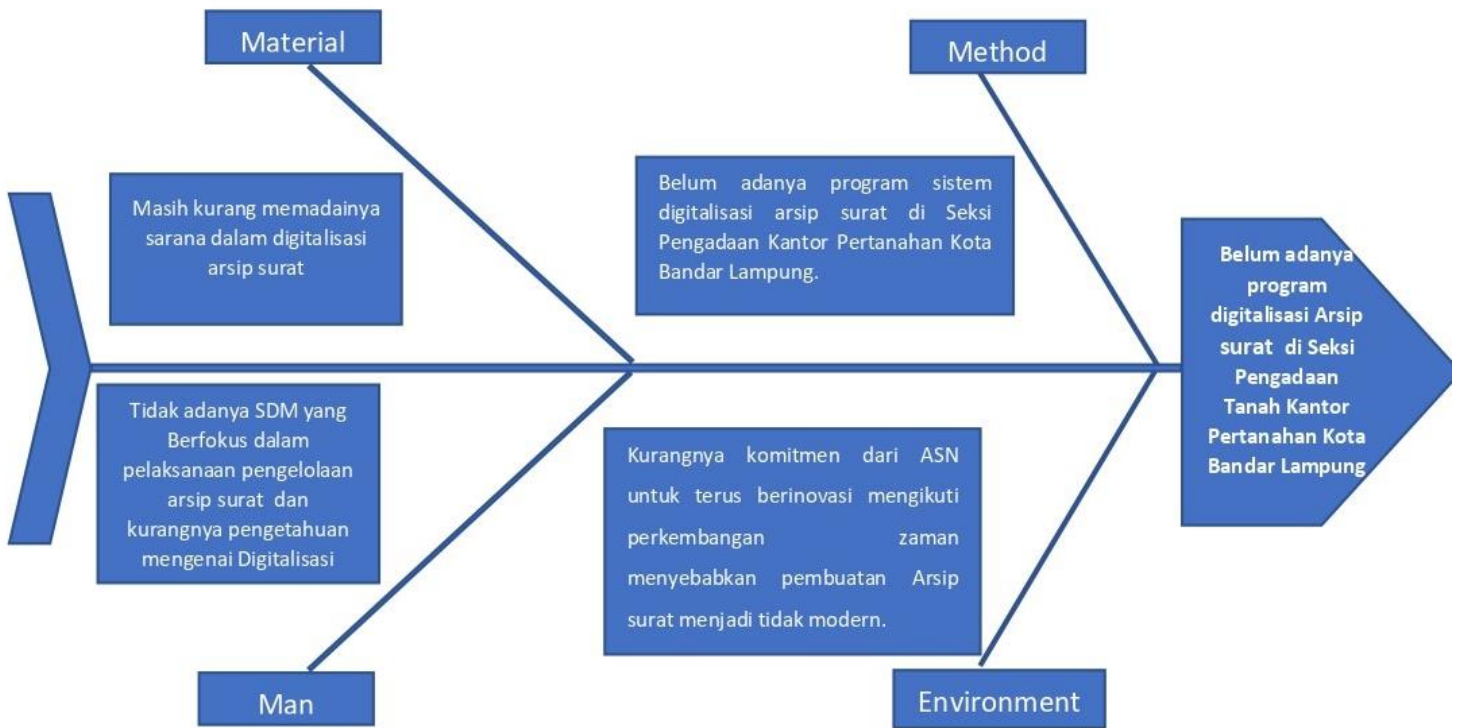 Material
Method
Masih kurang memadainya
sarana dalam digitalisasi
arsip surat
Belum adanya program sistem
digitalisasi arsip surat di Seksi
Pengadaan Kantor Pertanahan Kota
Bandar Lampung.
Belum adanya
program
digitalisasi Arsip
surat di Seksi
Pengadaan
Tanah Kantor
Pertanahan Kota
Bandar Lampung
Tidak adanya SDM yang
Berfokus dalam
pelaksanaan pengelolaan
arsip surat dan
kurangnya pengetahuan
mengenai Digitalisasi
Kurangnya komitmen dari ASN
untuk terus berinovasi mengikuti
perkembangan zaman
menyebabkan pembuatan Arsip
surat menjadi tidak modern.
Man
Environment